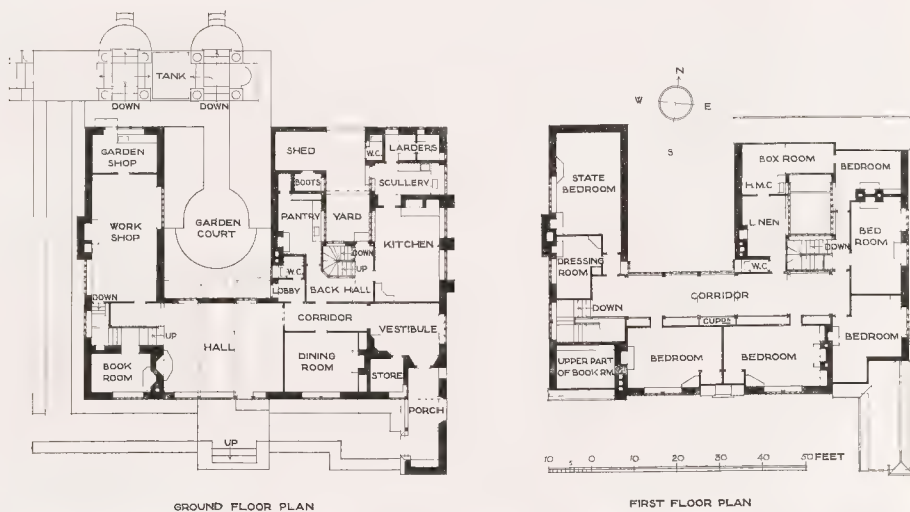 TANK
DOWN
DOWN
GARDEN
SHOP
WORK
SHOP
GARDEN
COURT
SHED
W.C.
LARDERS
BOOTS
SCULLERY
PANTRY
YARD
KITCHEN
DOWN
UP
W.C.
LOBBY
BACK HALL
DOWN
UP
HALL
CORRIDOR
VESTIBULE
BOOK
ROOM
DINING
ROOM
STORE
PORCH
UP
GROUND FLOOR PLAN
N
W
E
S
STATE
BEDROOM
BOX ROOM
BEDROOM
H.M.C
LINEN
BED
ROOM
DOWN
DRESSING
ROOM
W.C.
CORRIDOR
DOWN
CUPDS
BEDROOM
UPPER PART
OF BOOK RM.
BEDROOM
BEDROOM
10 5 0 10 20 30 40 50 FEET
FIRST FLOOR PLAN